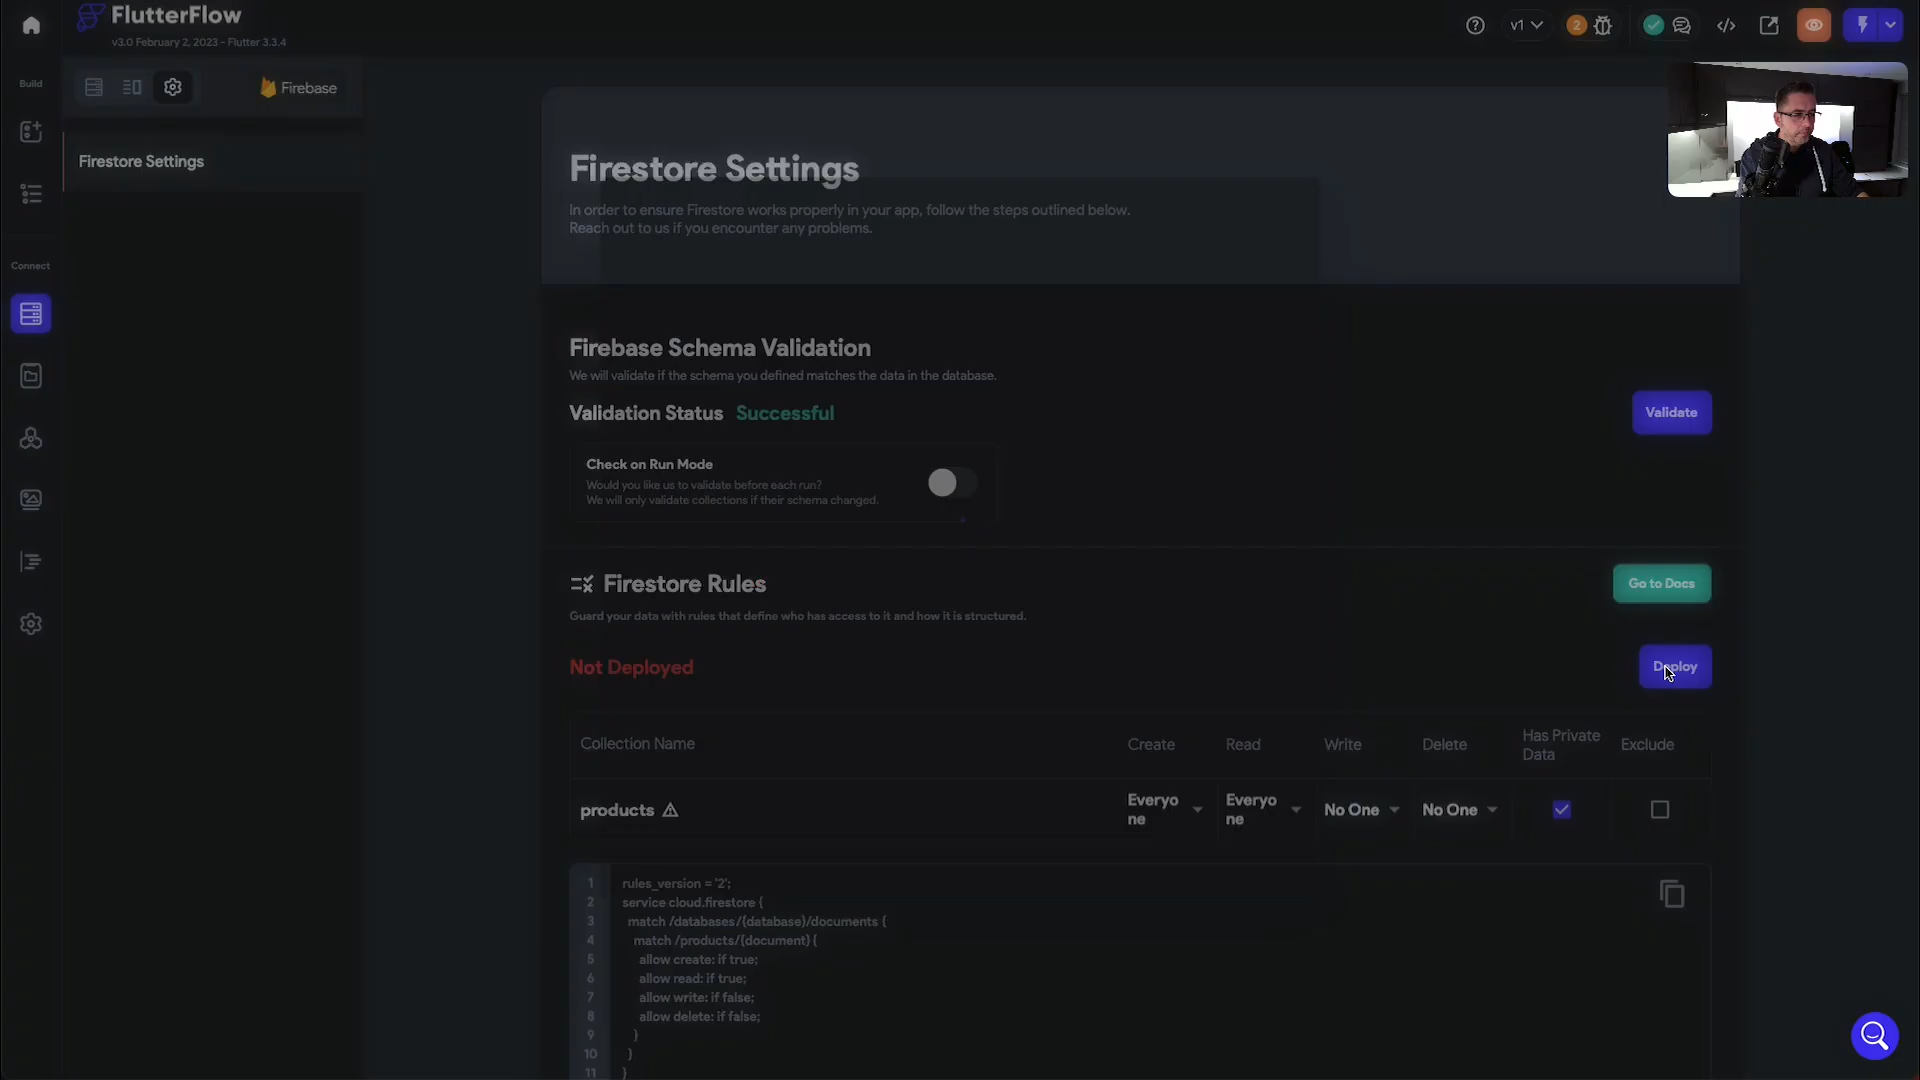 FlutterFlow
v3.0 February 2, 2023 - Flutter 3.3.4
v1
2
Build
Firebase
Firestore Settings
Connect
Firestore Settings
In order to ensure Firestore works properly in your app, follow the steps outlined below.
Reach out to us if you encounter any problems.
Firebase Schema Validation
We will validate if the schema you defined matches the data in the database.
Validation Status Successful
Validate
Check on Run Mode
Would you like us to validate before each run?
We will only validate collections if their schema changed.
Firestore Rules
Go to Docs
Guard your data with rules that define who has access to it and how it is structured.
Not Deployed
Deploy
Collection Name Create Read Write Delete Has Private Data Exclude
products Everyone Everyone No One No One
1 rules_version = '2';
2 service cloud.firestore {
3 match /databases/{database}/documents {
4 match /products/{document} {
5 allow create: if true;
6 allow read: if true;
7 allow write: if false;
8 allow delete: if false;
9 }
10 }
11 }